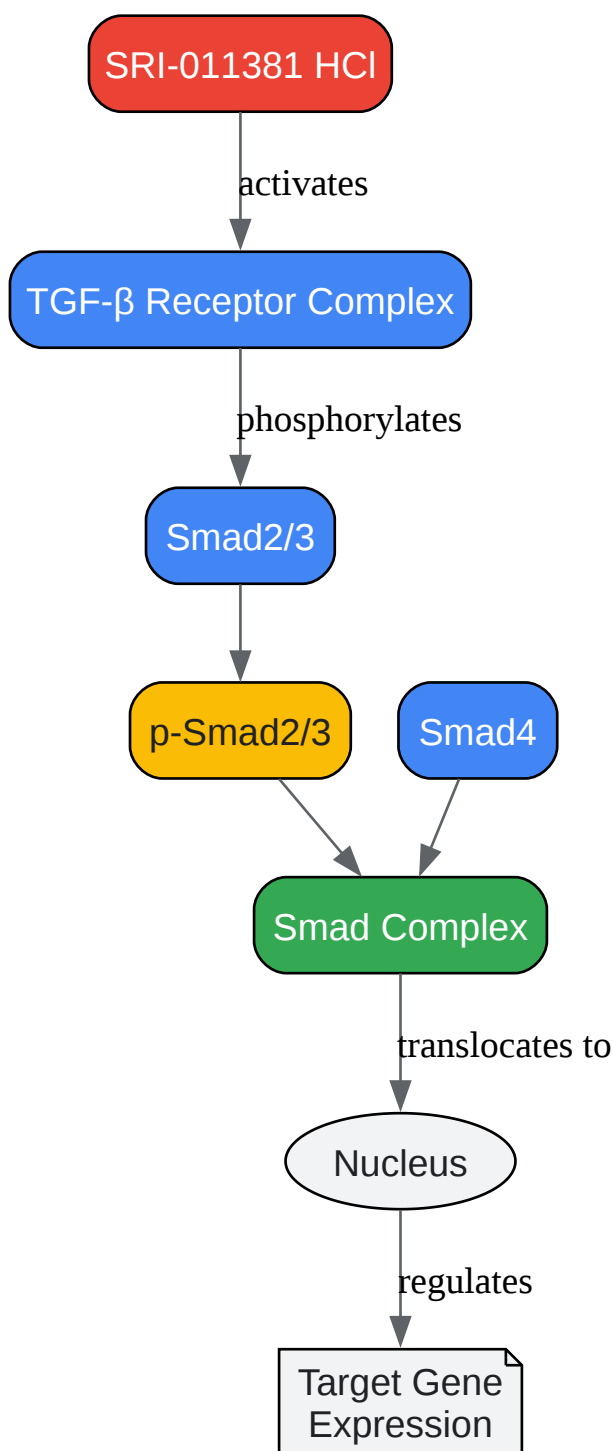 SRI-011381 HCl
activates
TGF-β Receptor Complex
phosphorylates
Smad2/3
p-Smad2/3
Smad4
Smad Complex
translocates to
Nucleus
regulates
Target Gene
Expression